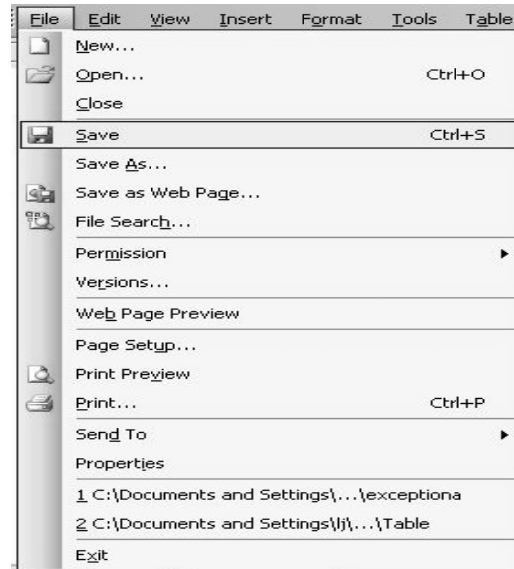 File Edit View Insert Format Tools Table
New...
Open... Ctrl+O
Close
Save Ctrl+S
Save As...
Save as Web Page...
File Search...
Permission
Versions...
Web Page Preview
Page Setup...
Print Preview
Print... Ctrl+P
Send To
Properties
1 C:\Documents and Settings\...\exceptiona
2 C:\Documents and Settings\lj\...\Table
Exit